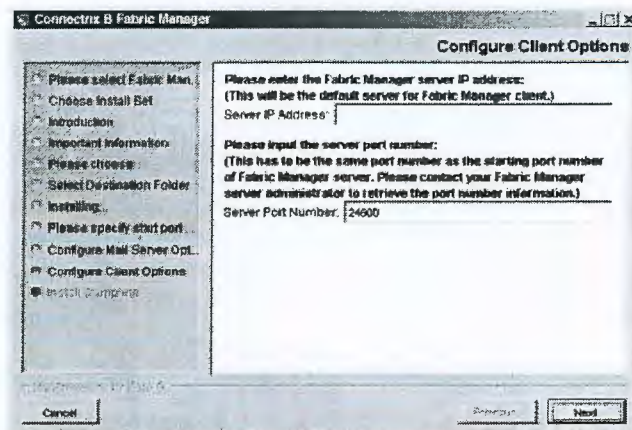 Connectrix B Fabric Manager
Configure Client Options
Please select Fabric Man.
Choose Install Set
Introduction
Important Information
Please choose
Select Destination Folder
Installing...
Please specify start port ...
Configure Mail Server Opt..
Configure Client Options
Install Complete
Please enter the Fabric Manager server IP address:
(This will be the default server for Fabric Manager client.)
Server IP Address:
Please input the server port number:
(This has to be the same port number as the starting port number
of Fabric Manager server. Please contact your Fabric Manager
server administrator to retrieve the port number information.)
Server Port Number: 24600
Cancel
Previous
Next